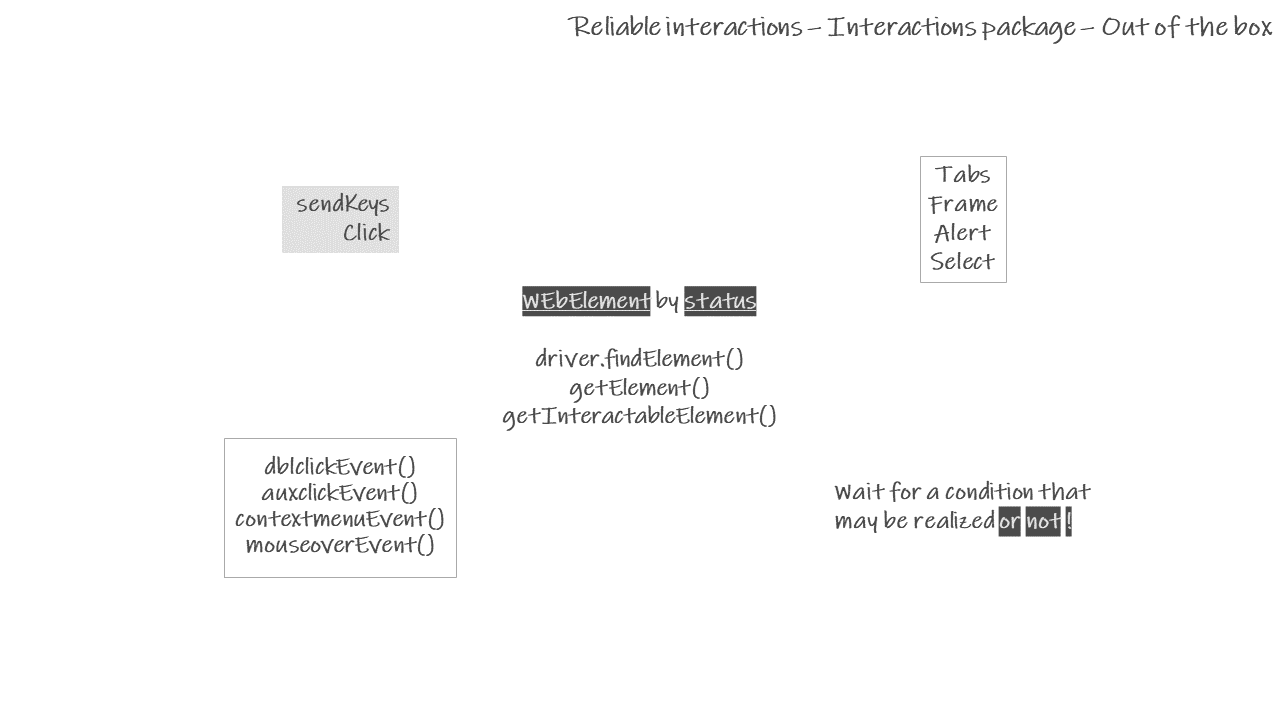 Reliable interactions – Interactions package – Out of the box
sendKeys
Click
Tabs
Frame
Alert
Select
WEbElement by status
driver.findElement()
getElement()
getInteractableElement()
dblclickEvent()
auxclickEvent()
contextmenuEvent()
mouseoverEvent()
Wait for a condition that
may be realized or not !